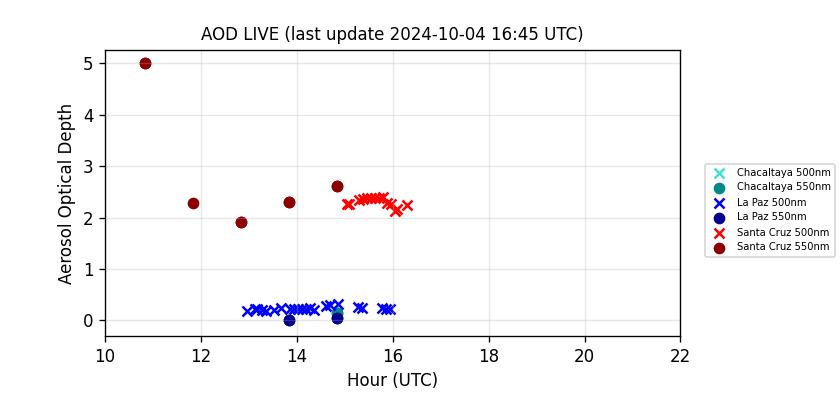 AOD LIVE (last update 2024-10-04 16:45 UTC)
Aerosol Optical Depth
5
4
3
2
1
0
10 12 14 16 18 20 22
Hour (UTC)
Chacaltaya 500nm
Chacaltaya 550nm
La Paz 500nm
La Paz 550nm
Santa Cruz 500nm
Santa Cruz 550nm